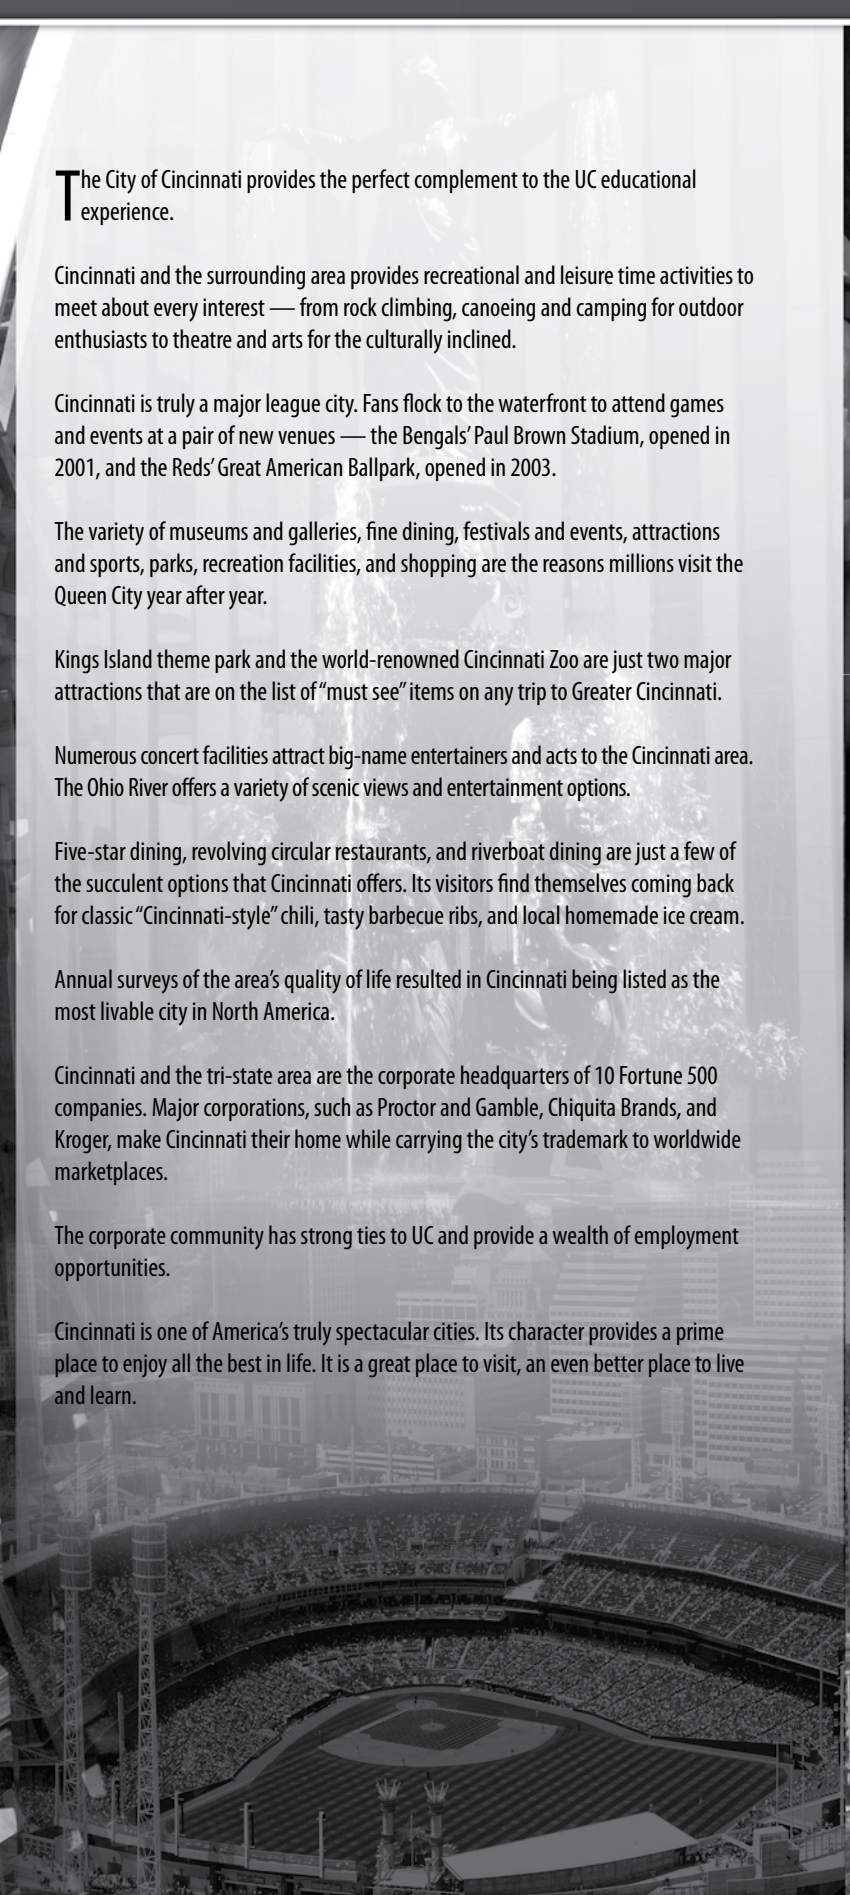 The City of Cincinnati provides the perfect complement to the UC educational
experience.
Cincinnati and the surrounding area provides recreational and leisure time activities to
meet about every interest — from rock climbing, canoeing and camping for outdoor
enthusiasts to theatre and arts for the culturally inclined.
Cincinnati is truly a major league city. Fans flock to the waterfront to attend games
and events at a pair of new venues — the Bengals’ Paul Brown Stadium, opened in
2001, and the Reds’ Great American Ballpark, opened in 2003.
The variety of museums and galleries, fine dining, festivals and events, attractions
and sports, parks, recreation facilities, and shopping are the reasons millions visit the
Queen City year after year.
Kings Island theme park and the world-renowned Cincinnati Zoo are just two major
attractions that are on the list of “must see” items on any trip to Greater Cincinnati.
Numerous concert facilities attract big-name entertainers and acts to the Cincinnati area.
The Ohio River offers a variety of scenic views and entertainment options.
Five-star dining, revolving circular restaurants, and riverboat dining are just a few of
the succulent options that Cincinnati offers. Its visitors find themselves coming back
for classic “Cincinnati-style” chili, tasty barbecue ribs, and local homemade ice cream.
Annual surveys of the area’s quality of life resulted in Cincinnati being listed as the
most livable city in North America.
Cincinnati and the tri-state area are the corporate headquarters of 10 Fortune 500
companies. Major corporations, such as Proctor and Gamble, Chiquita Brands, and
Kroger, make Cincinnati their home while carrying the city’s trademark to worldwide
marketplaces.
The corporate community has strong ties to UC and provide a wealth of employment
opportunities.
Cincinnati is one of America’s truly spectacular cities. Its character provides a prime
place to enjoy all the best in life. It is a great place to visit, an even better place to live
and learn.